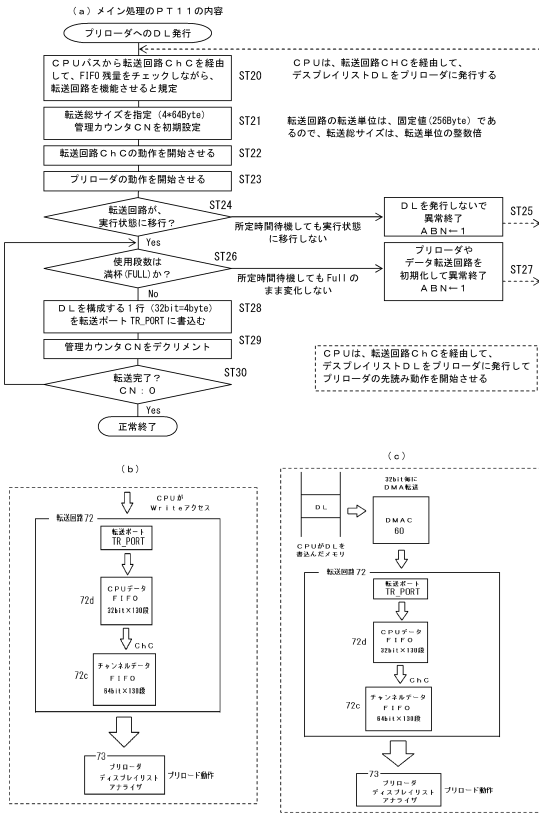 (a) メイン処理のPT11の内容
プリローダへのDL発行
CPUバスから転送回路ChCを経由
して、FIFO残量をチェックしながら、
転送回路を機能させると規定
ST20
CPUは、転送回路CHCを経由して、
デスプレイリストDLをプリローダに発行する
転送総サイズを指定 (4*64Byte)
管理カウンタCNを初期設定
ST21
転送回路の転送単位は、固定値(256Byte)であ
るので、転送総サイズは、転送単位の整数倍
転送回路ChCの動作を開始させる
ST22
プリローダの動作を開始させる
ST23
転送回路が、
実行状態に移行?
ST24
所定時間待機しても実行状態
に移行しない
DLを発行しないで
異常終了
ABN←1
ST25
Yes
使用段数は
満杯(FULL)か?
ST26
所定時間待機してもFullの
まま変化しない
プリローダや
データ転送回路を
初期化して異常終了
ABN←1
ST27
No
DLを構成する1行 (32bit=4byte)
を転送ポートTR_PORTに書込む
ST28
管理カウンタCNをデクリメント
ST29
転送完了?
CN:0
ST30
Yes
正常終了
CPUは、転送回路ChCを経由して、
デスプレイリストDLをプリローダに発行して
プリローダの先読み動作を開始させる
(b)
CPUが
Writeアクセス
転送回路72
転送ポート
TR_PORT
72d
CPUデータ
FIFO
32bit×130段
ChC
72c
チャンネルデータ
FIFO
64bit×130段
73
プリローダ
ディスプレイリスト
アナライザ
プリロード動作
(c)
32bit毎に
DMA転送
DL
DMAC
60
CPUがDLを
書込んだメモリ
転送回路72
転送ポート
TR_PORT
72d
CPUデータ
FIFO
32bit×130段
ChC
72c
チャンネルデータ
FIFO
64bit×130段
73
プリローダ
ディスプレイリスト
アナライザ
プリロード動作